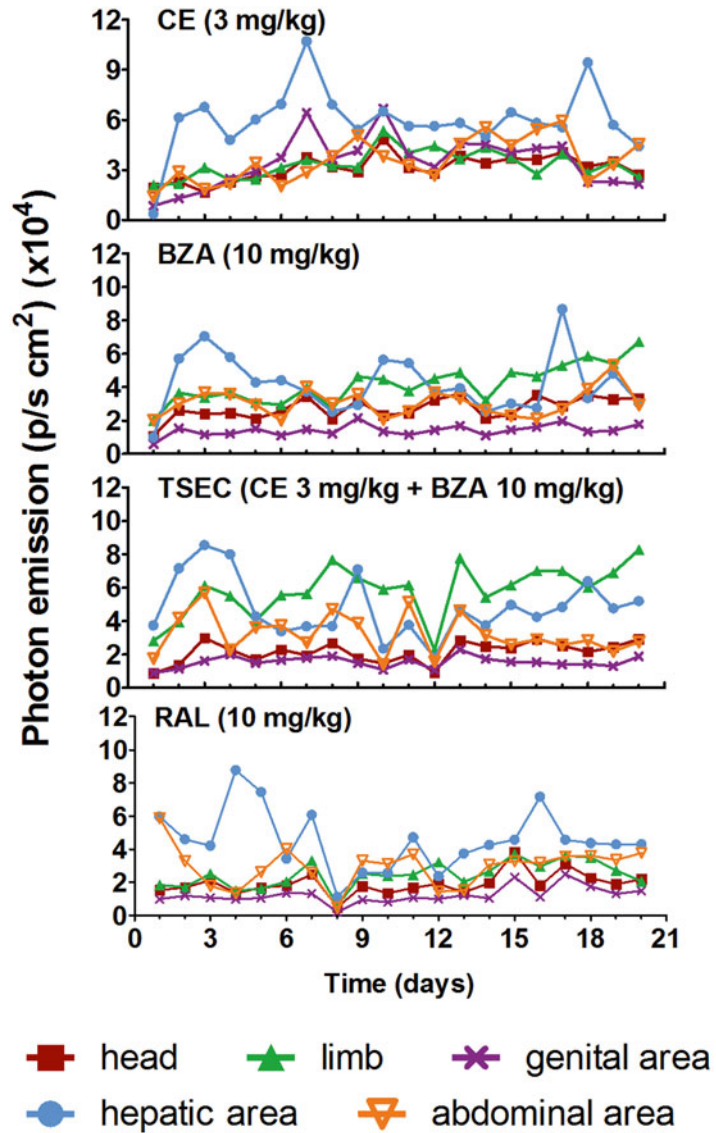 Photon emission (p/s cm²) (x10⁴)
CE (3 mg/kg)
12
9
6
3
0
BZA (10 mg/kg)
12
10
8
6
4
2
0
TSEC (CE 3 mg/kg + BZA 10 mg/kg)
12
10
8
6
4
2
0
RAL (10 mg/kg)
12
10
8
6
4
2
0
0 3 6 9 12 15 18 21
Time (days)
head limb genital area
hepatic area abdominal area